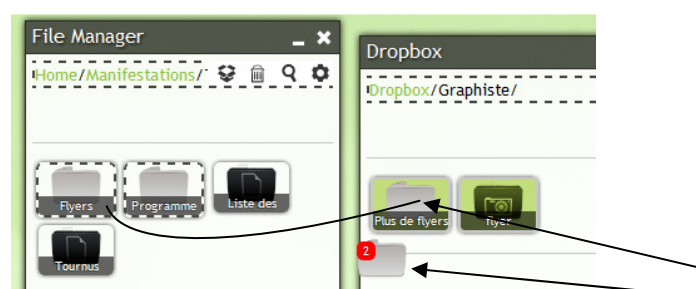 File Manager
Home/Manifestations/
Flyers
Programme
Liste des
Tournus
Dropbox
Dropbox/Graphiste/
Plus de flyers
flyer
2